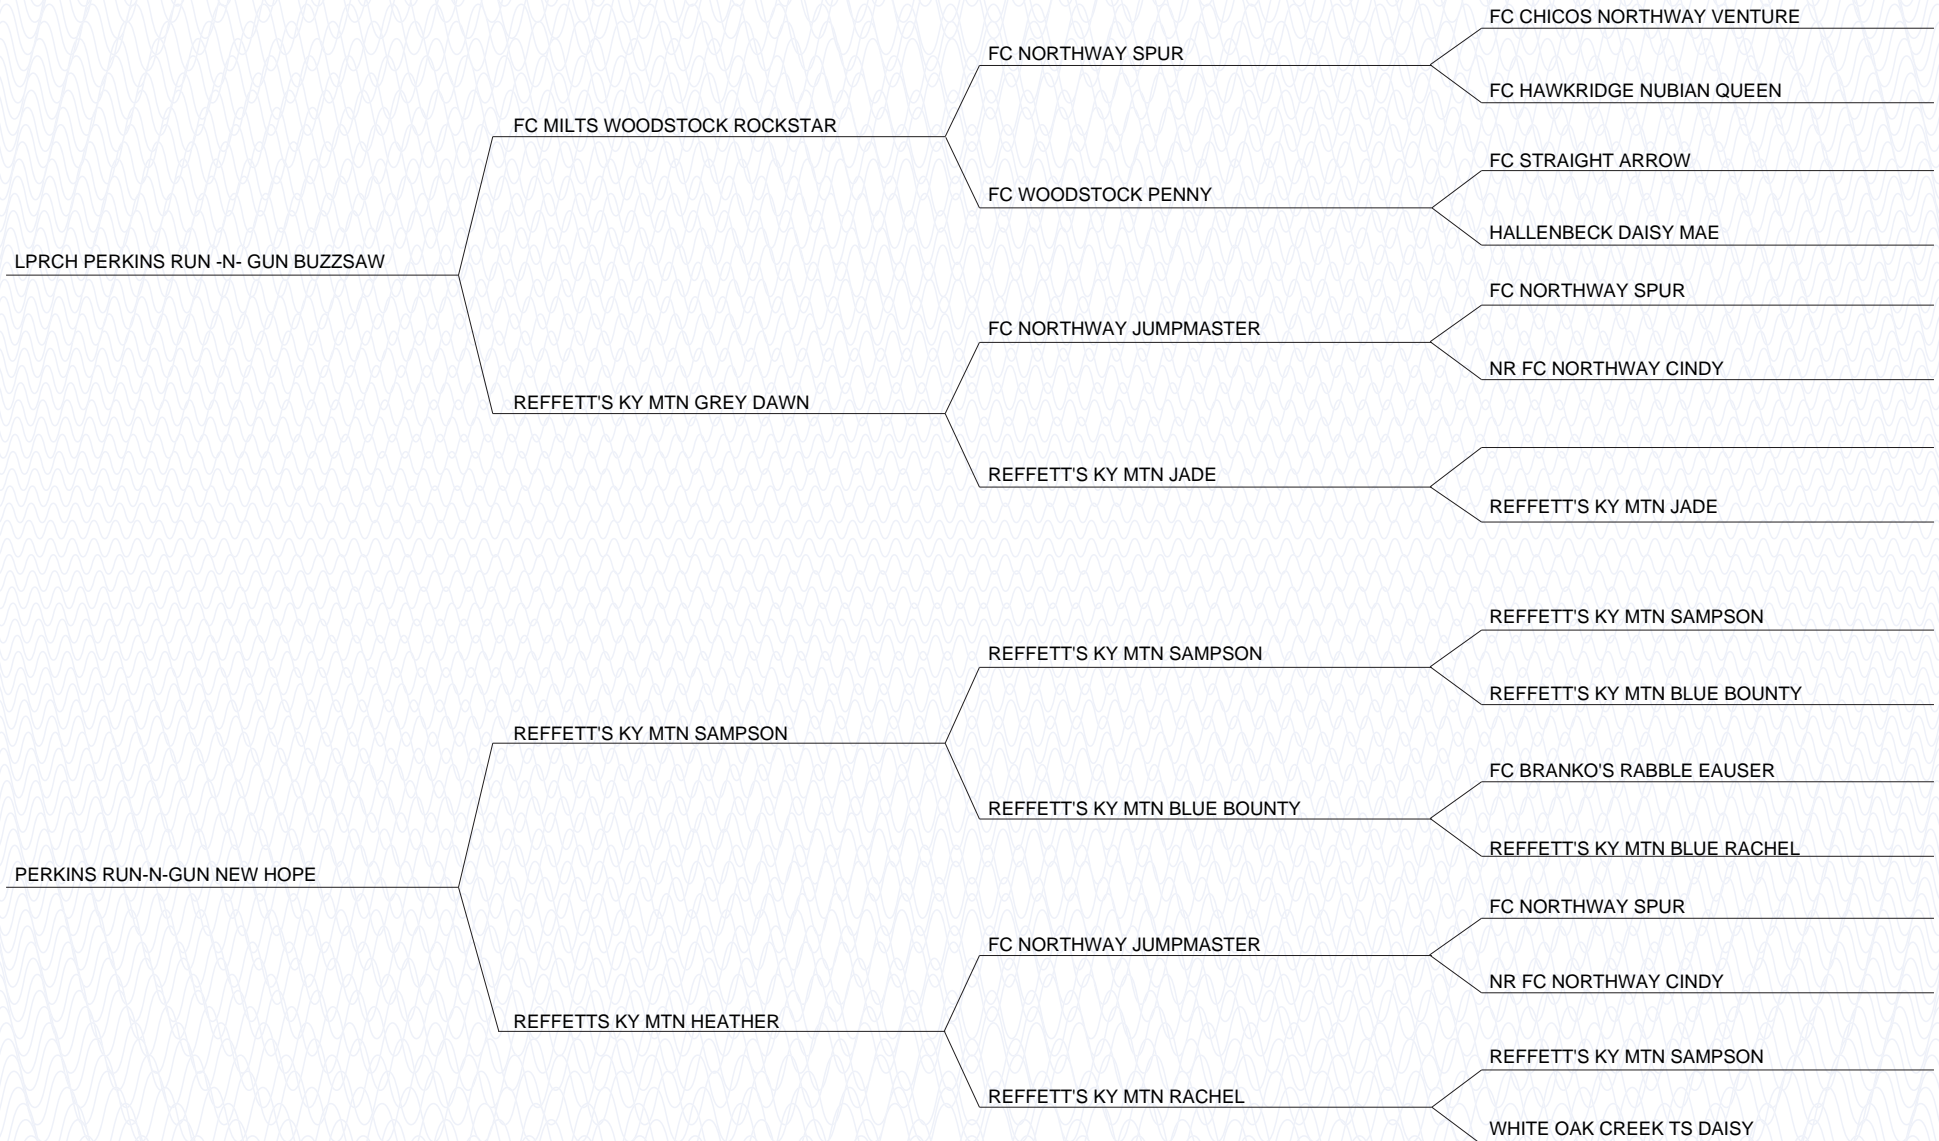 FC CHICOS NORTHWAY VENTURE
FC NORTHWAY SPUR
FC HAWKRIDGE NUBIAN QUEEN
FC MILTS WOODSTOCK ROCKSTAR
FC STRAIGHT ARROW
FC WOODSTOCK PENNY
HALLENBECK DAISY MAE
LPRCH PERKINS RUN -N- GUN BUZZSAW
FC NORTHWAY SPUR
FC NORTHWAY JUMPMASTER
NR FC NORTHWAY CINDY
REFFETT'S KY MTN GREY DAWN
REFFETT'S KY MTN JADE
REFFETT'S KY MTN JADE
REFFETT'S KY MTN SAMPSON
REFFETT'S KY MTN SAMPSON
REFFETT'S KY MTN BLUE BOUNTY
REFFETT'S KY MTN SAMPSON
FC BRANKO'S RABBLE EAUSER
REFFETT'S KY MTN BLUE BOUNTY
REFFETT'S KY MTN BLUE RACHEL
PERKINS RUN-N-GUN NEW HOPE
FC NORTHWAY SPUR
FC NORTHWAY JUMPMASTER
NR FC NORTHWAY CINDY
REFFETTS KY MTN HEATHER
REFFETT'S KY MTN SAMPSON
REFFETT'S KY MTN RACHEL
WHITE OAK CREEK TS DAISY